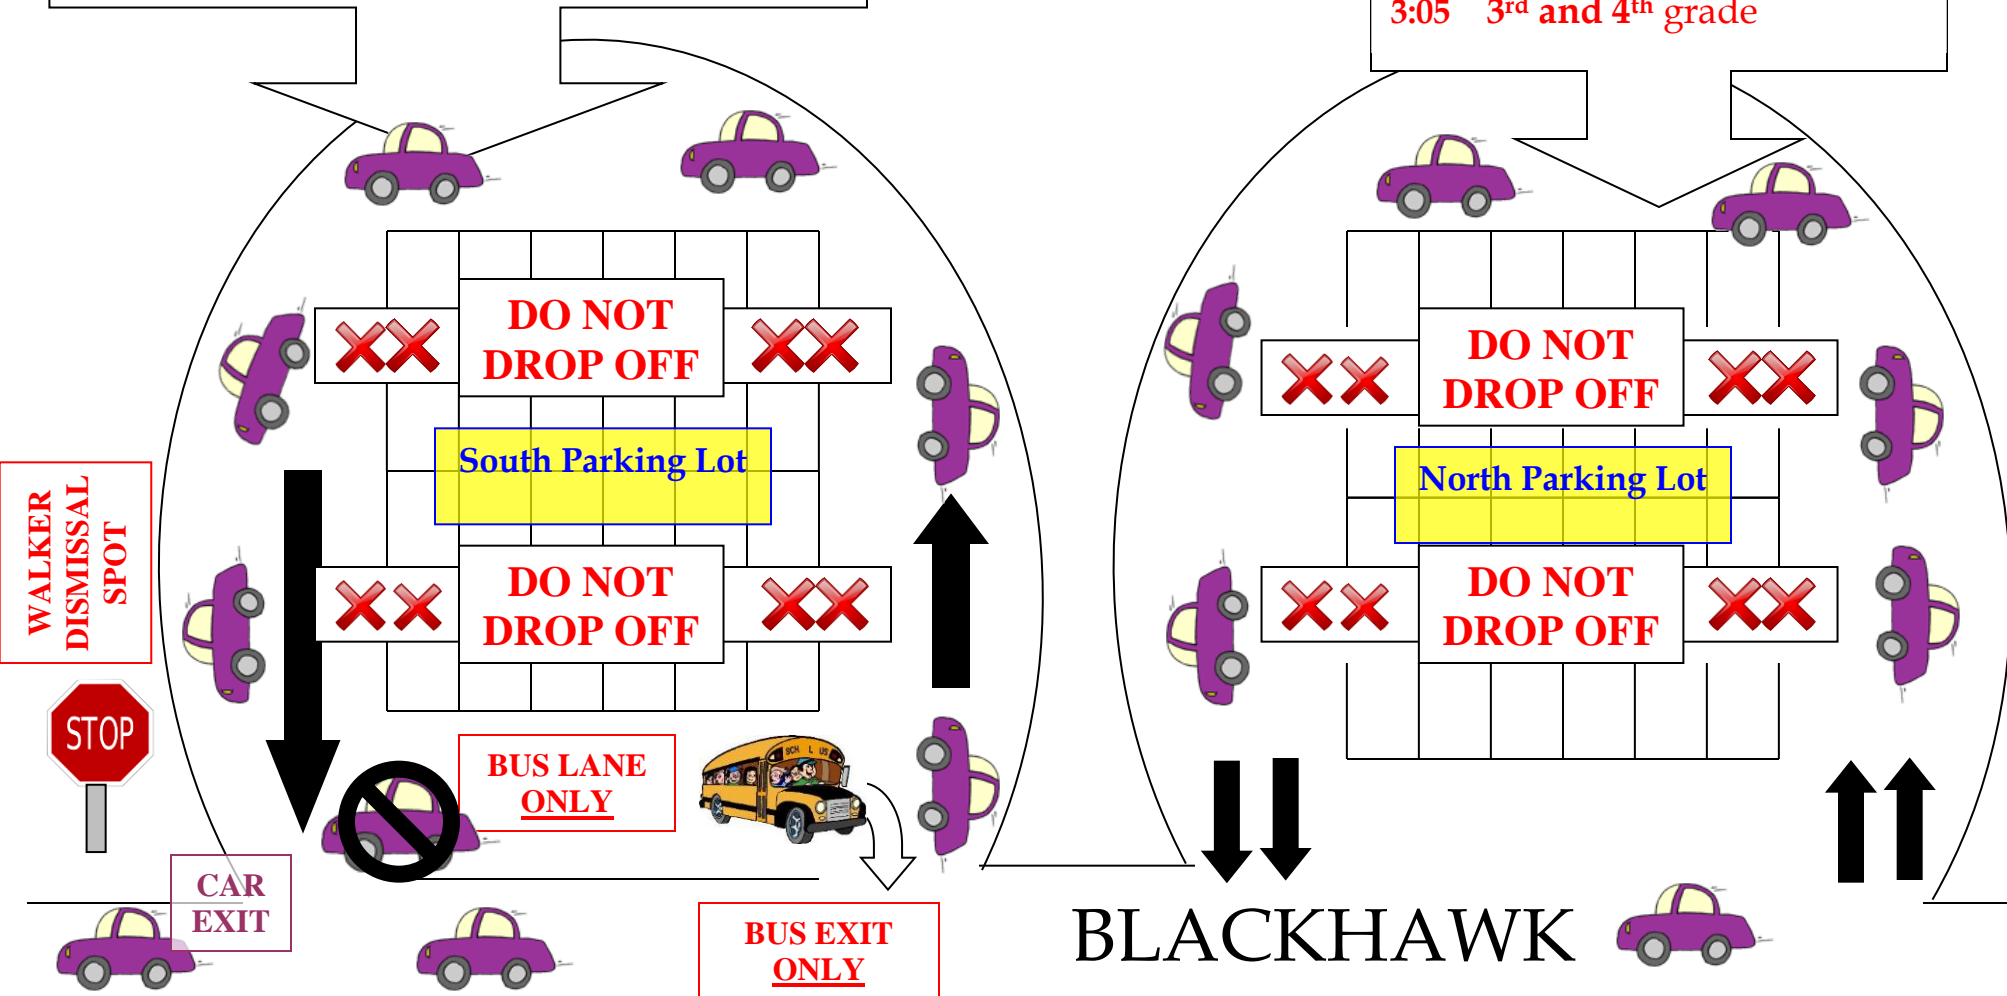 3:05 3rd and 4th grade
DO NOT
DROP OFF
DO NOT
DROP OFF
South Parking Lot
North Parking Lot
WALKER
DISMISSAL
SPOT
DO NOT
DROP OFF
DO NOT
DROP OFF
STOP
BUS LANE
ONLY
SCH L US
CAR
EXIT
BUS EXIT
ONLY
BLACKHAWK